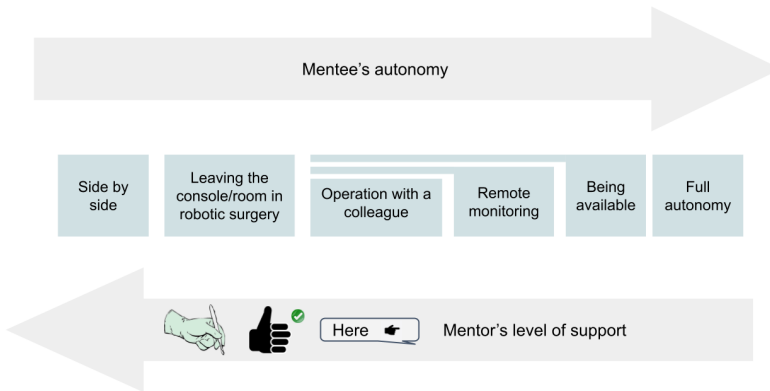 Mentee’s autonomy
Side by
side
Leaving the
console/room in
robotic surgery
Operation with a
colleague
Remote
monitoring
Being
available
Full
autonomy
Here
Mentor’s level of support